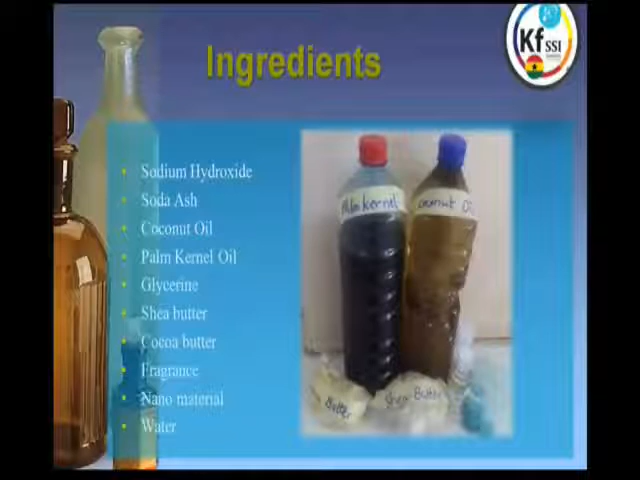 Ingredients
Kf SSI
Sodium Hydroxide
Soda Ash
Coconut Oil
Palm Kernel Oil
Glycerine
Shea butter
Cocoa butter
Fragrance
Nano material
Water
Palm kernel
Coconut Oil
Butter
Shea-Butter